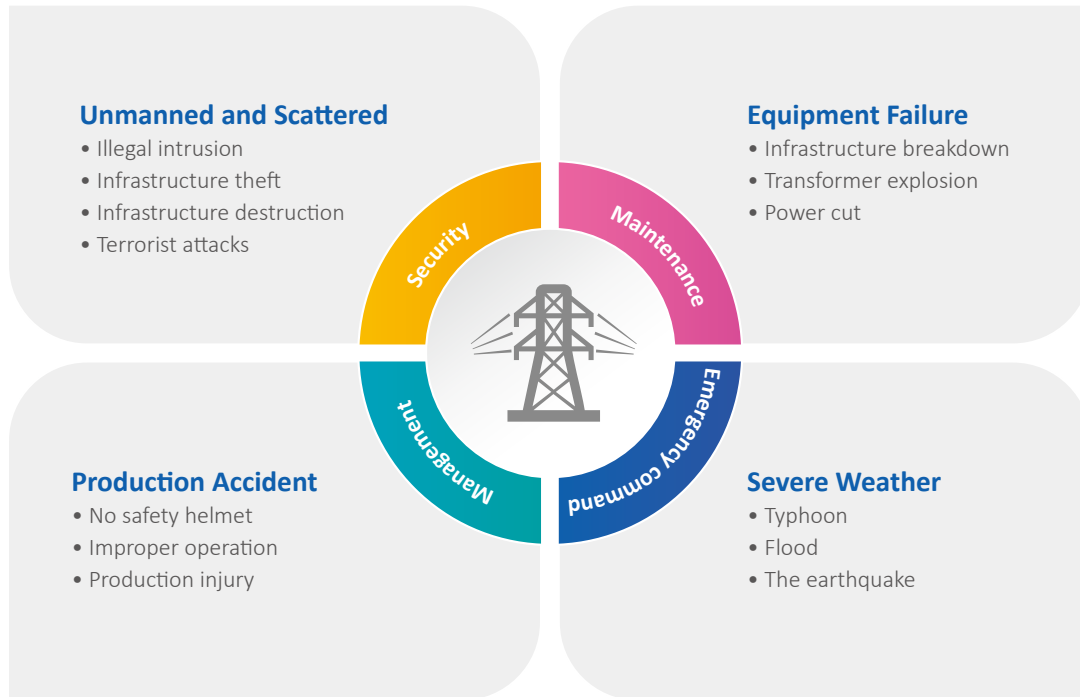 Unmanned and Scattered
• Illegal intrusion
• Infrastructure theft
• Infrastructure destruction
• Terrorist attacks
Equipment Failure
• Infrastructure breakdown
• Transformer explosion
• Power cut
Security
Maintenance
Management
Emergency command
Production Accident
• No safety helmet
• Improper operation
• Production injury
Severe Weather
• Typhoon
• Flood
• The earthquake